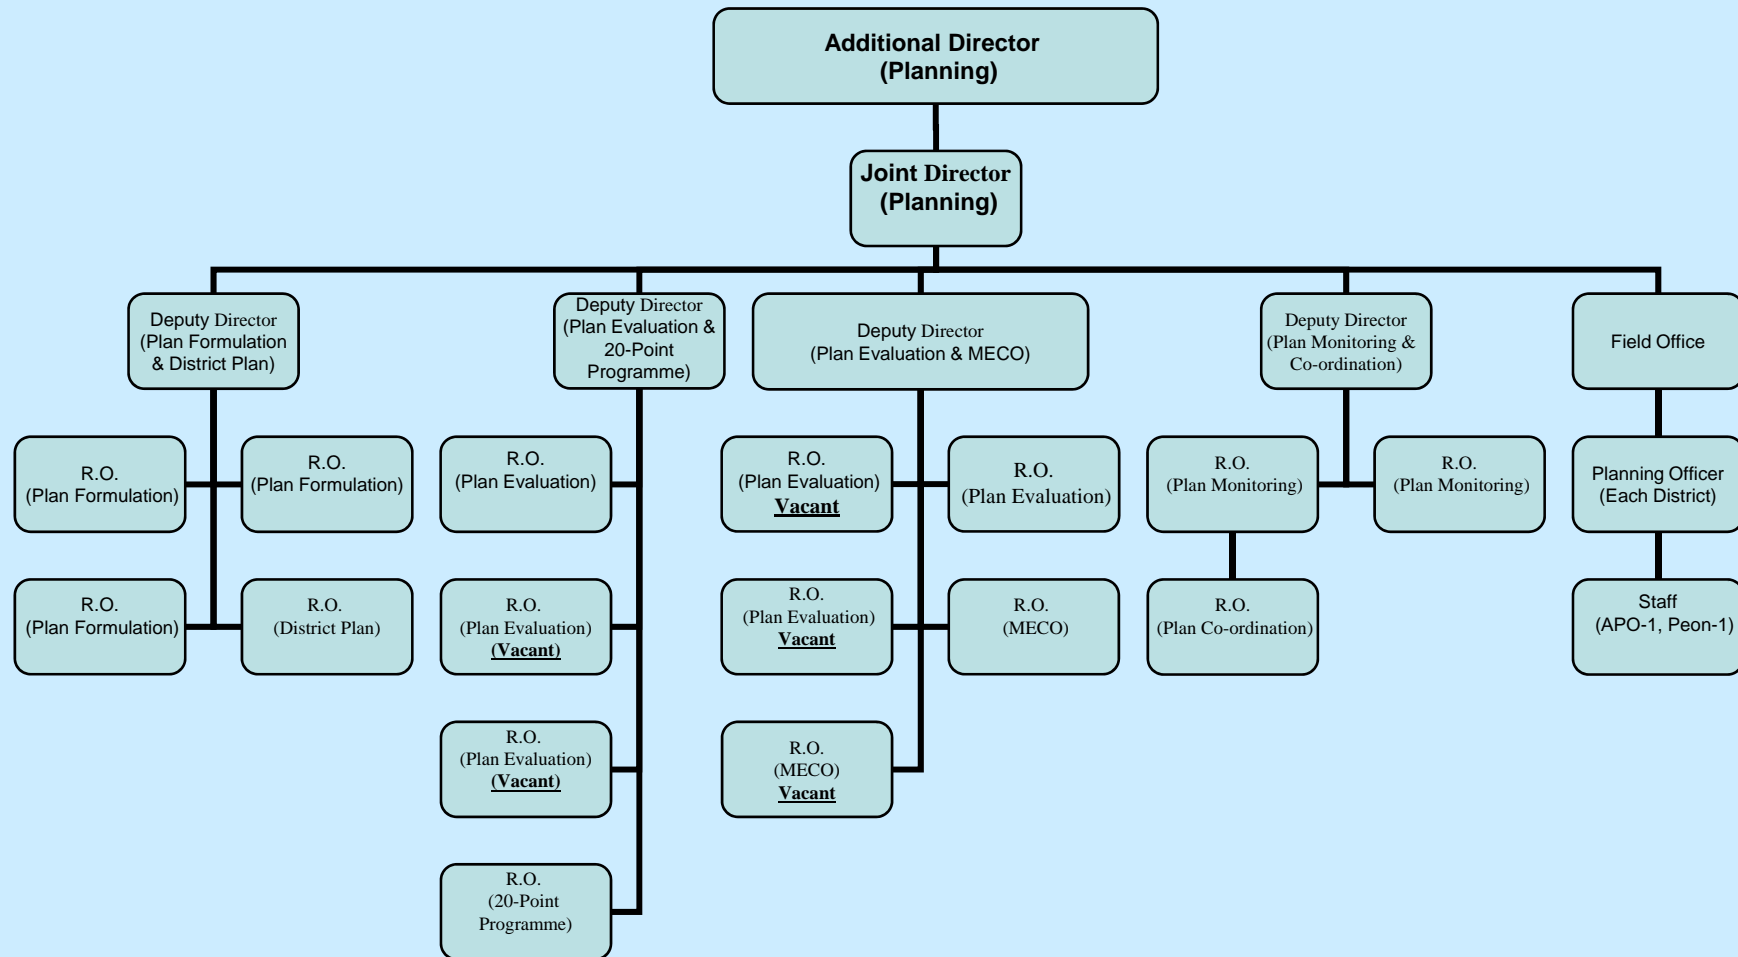 Additional Director
(Planning)
Joint Director
(Planning)
Deputy Director
(Plan Formulation
& District Plan)
Deputy Director
(Plan Evaluation &
20-Point
Programme)
Deputy Director
(Plan Evaluation & MECO)
Deputy Director
(Plan Monitoring &
Co-ordination)
Field Office
R.O.
(Plan Formulation)
R.O.
(Plan Formulation)
R.O.
(Plan Evaluation)
R.O.
(Plan Evaluation)
Vacant
R.O.
(Plan Evaluation)
R.O.
(Plan Monitoring)
R.O.
(Plan Monitoring)
Planning Officer
(Each District)
R.O.
(Plan Formulation)
R.O.
(District Plan)
R.O.
(Plan Evaluation)
(Vacant)
R.O.
(Plan Evaluation)
Vacant
R.O.
(MECO)
R.O.
(Plan Co-ordination)
Staff
(APO-1, Peon-1)
R.O.
(Plan Evaluation)
(Vacant)
R.O.
(MECO)
Vacant
R.O.
(20-Point
Programme)